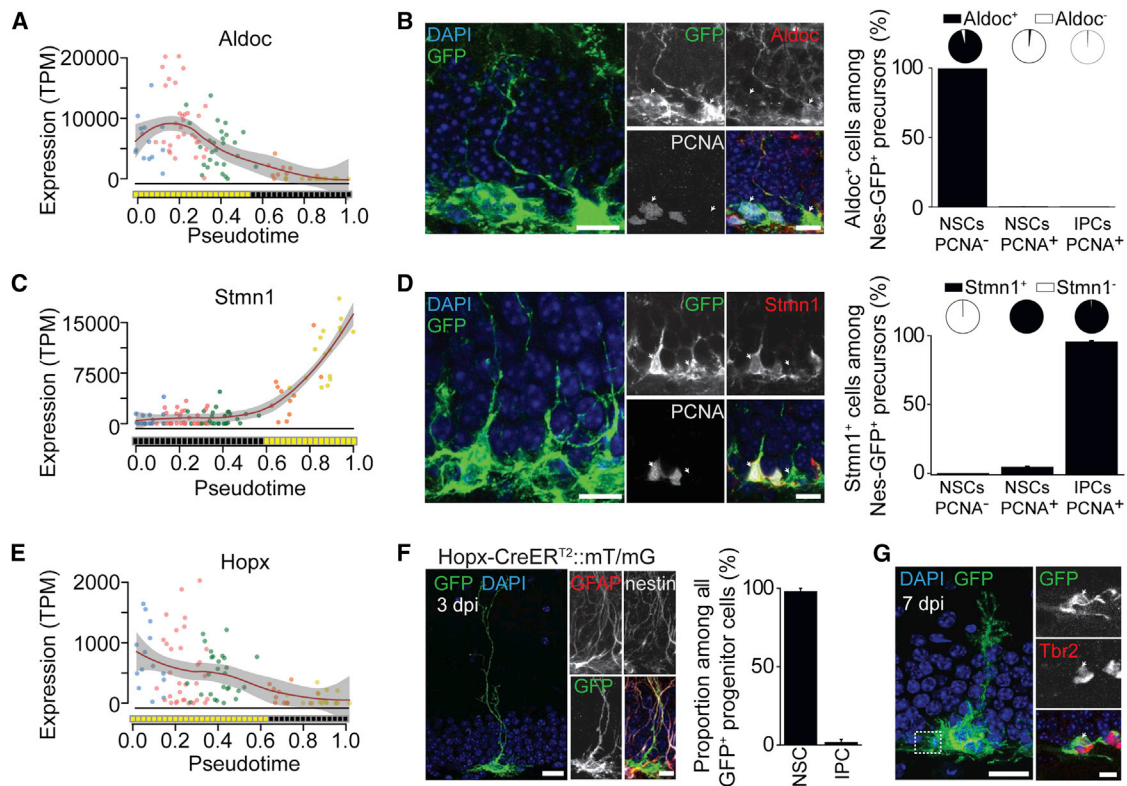 A
Aldoc
Expression (TPM)
20000
15000
10000
5000
0
0.0 0.2 0.4 0.6 0.8 1.0
Pseudotime
B
DAPI
GFP
GFP
Aldoc
PCNA
Aldoc+ cells among
Nes-GFP+ precursors (%)
Aldoc+ Aldoc-
100
50
0
NSCs
PCNA-
NSCs
PCNA+
IPCs
PCNA+
C
Stmn1
Expression (TPM)
15000
7500
0
0.0 0.2 0.4 0.6 0.8 1.0
Pseudotime
D
DAPI
GFP
GFP
Stmn1
PCNA
Stmn1+ cells among
Nes-GFP+ precursors (%)
Stmn1+ Stmn1-
100
50
0
NSCs
PCNA-
NSCs
PCNA+
IPCs
PCNA+
E
Hopx
Expression (TPM)
2000
1000
0
0.0 0.2 0.4 0.6 0.8 1.0
Pseudotime
F
Hopx-CreERT2::mT/mG
GFP DAPI
3 dpi
GFAP
nestin
GFP
Proportion among all
GFP+ progenitor cells (%)
100
50
0
NSC
IPC
G
DAPI GFP
7 dpi
GFP
Tbr2